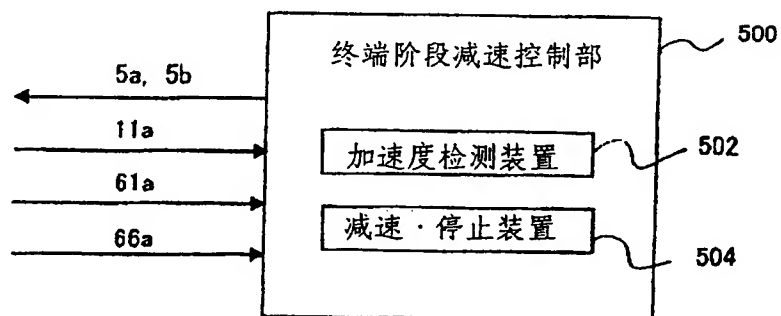 终端阶段减速控制部
500
5a, 5b
11a
加速度检测装置
502
61a
减速·停止装置
66a
504